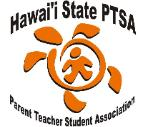 Hawai'i State PTSA
Parent Teacher Student Association